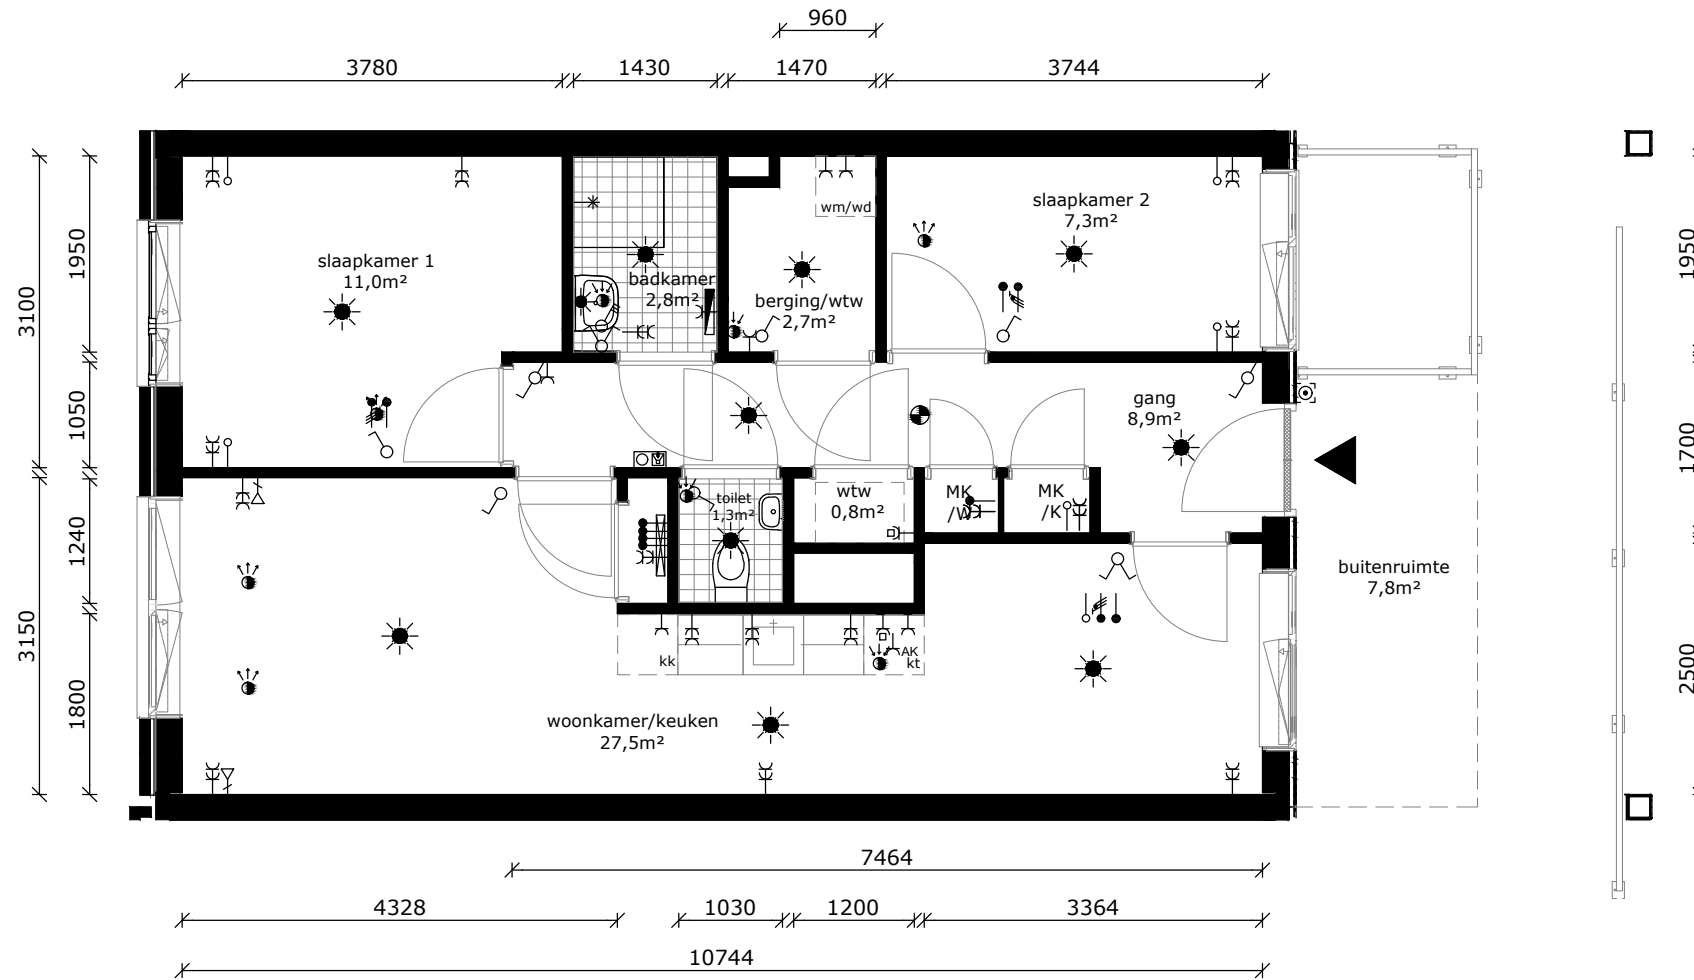 960
3780
1430
1470
3744
3100
1950
1050
3150
1240
1800
slaapkamer 1
11,0m²
badkamer
2,8m²
wm/wd
berging/wtw
2,7m²
slaapkamer 2
7,3m²
gang
8,9m²
toilet
1,3m²
wtw
0,8m²
MK
/W
MK
/K
buitenruimte
7,8m²
kk
AK
kt
woonkamer/keuken
27,5m²
1950
1700
2500
7464
4328
1030
1200
3364
10744